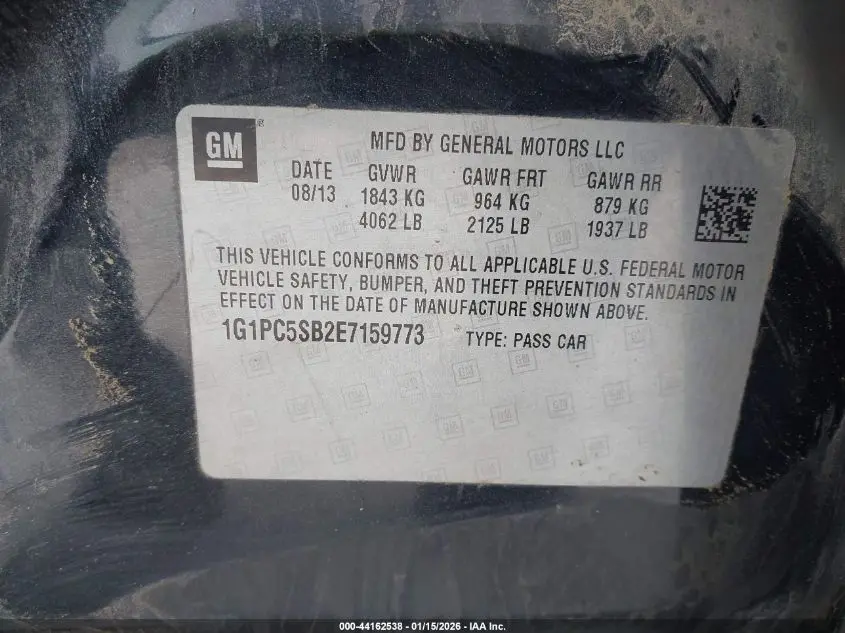 GM
MFD BY GENERAL MOTORS LLC
DATE GVWR GAWR FRT GAWR RR
08/13 1843 KG 964 KG 879 KG
4062 LB 2125 LB 1937 LB
THIS VEHICLE CONFORMS TO ALL APPLICABLE U.S. FEDERAL MOTOR
VEHICLE SAFETY, BUMPER, AND THEFT PREVENTION STANDARDS IN
EFFECT ON THE DATE OF MANUFACTURE SHOWN ABOVE.
1G1PC5SB2E7159773 TYPE: PASS CAR
000-44162538 - 01/15/2026 - IAA Inc.